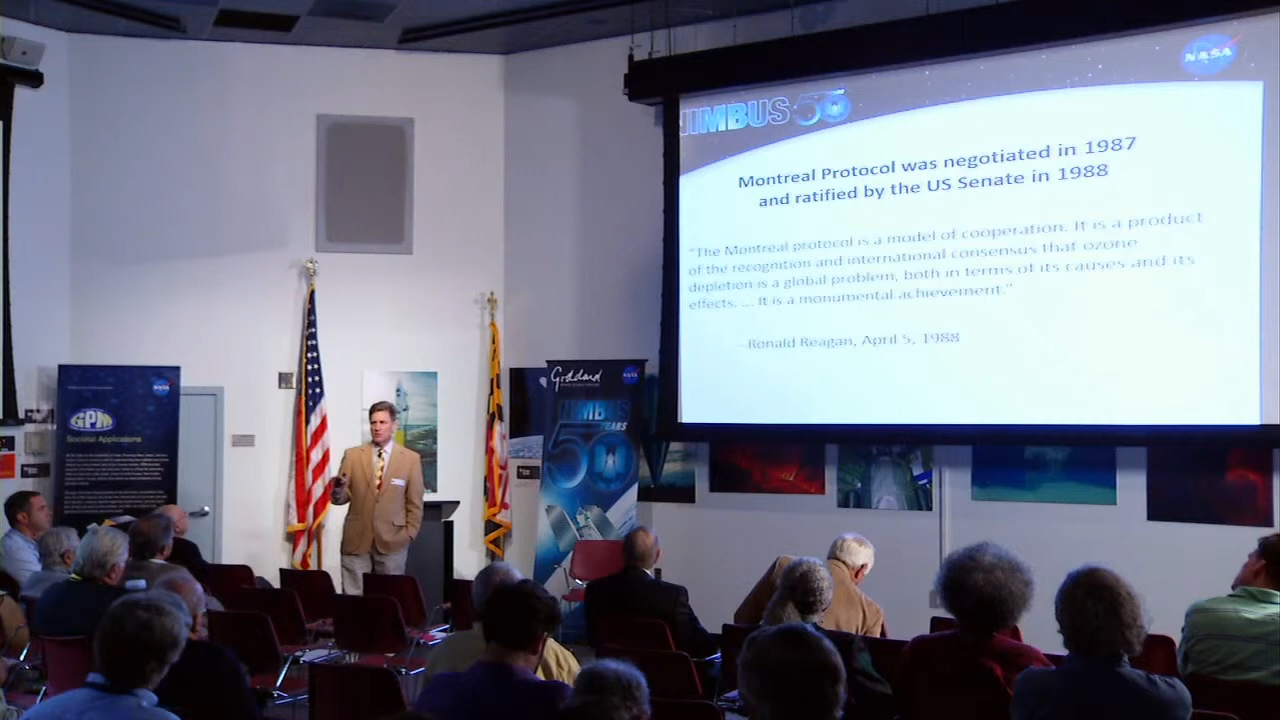 NASA
NIMBUS 50
Montreal Protocol was negotiated in 1987
and ratified by the US Senate in 1988
"The Montreal protocol is a model of cooperation. It is a product
of the recognition and international consensus that ozone
depletion is a global problem, both in terms of its causes and its
effects. ... It is a monumental achievement."
- Ronald Reagan, April 5, 1988
NASA
GPM
Societal Applications
Goddard
NASA
NIMBUS
YEARS
50